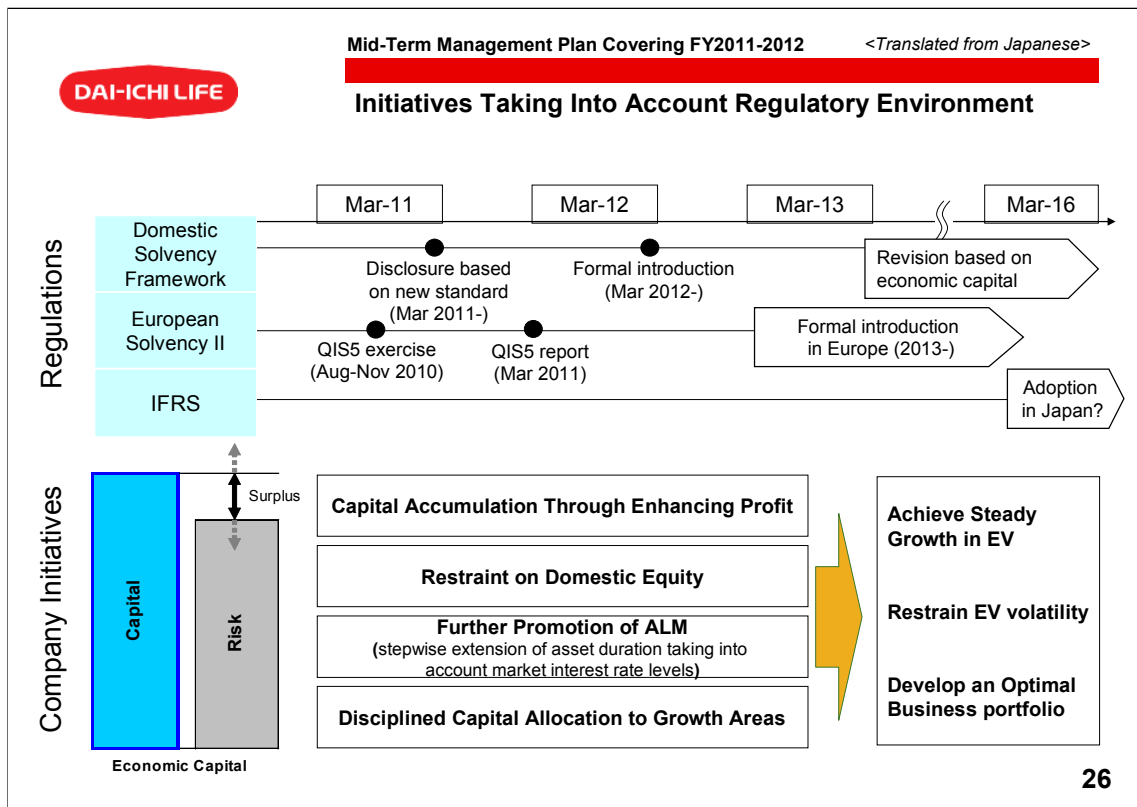 Mid-Term Management Plan Covering FY2011-2012
<Translated from Japanese>
DAI-ICHI LIFE
Initiatives Taking Into Account Regulatory Environment
Mar-11
Mar-12
Mar-13
Mar-16
Regulations
Domestic
Solvency
Framework
Disclosure based
on new standard
(Mar 2011-)
Formal introduction
(Mar 2012-)
Revision based on
economic capital
European
Solvency II
QIS5 exercise
(Aug-Nov 2010)
QIS5 report
(Mar 2011)
Formal introduction
in Europe (2013-)
IFRS
Adoption
in Japan?
Company Initiatives
Capital
Risk
Surplus
Economic Capital
Capital Accumulation Through Enhancing Profit
Restraint on Domestic Equity
Further Promotion of ALM
(stepwise extension of asset duration taking into
account market interest rate levels)
Disciplined Capital Allocation to Growth Areas
Achieve Steady
Growth in EV
Restrain EV volatility
Develop an Optimal
Business portfolio
26